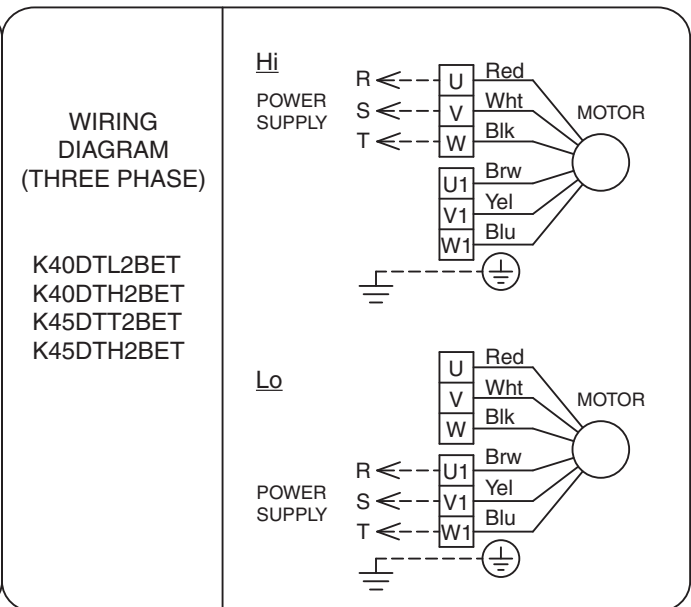 WIRING
DIAGRAM
(THREE PHASE)
K40DTL2BET
K40DTH2BET
K45DTT2BET
K45DTH2BET
Hi
POWER
SUPPLY
R U Red
S V Wht
T W Blk
MOTOR
U1 Brw
V1 Yel
W1 Blu
Lo
U Red
V Wht
W Blk
MOTOR
POWER
SUPPLY
R U1 Brw
S V1 Yel
T W1 Blu